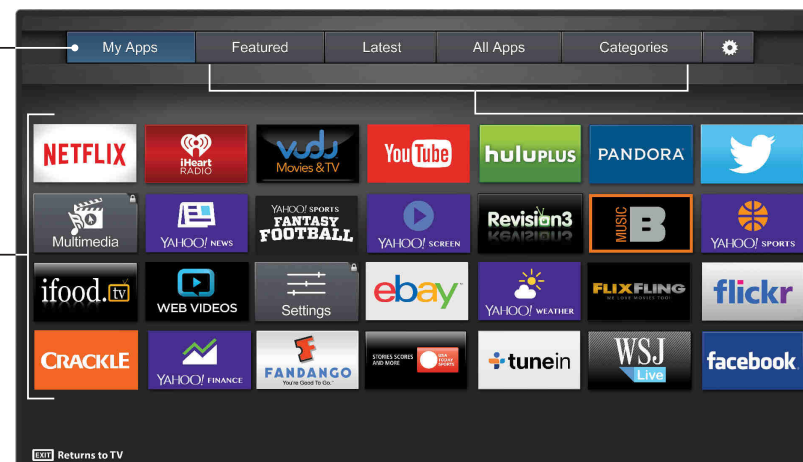 My Apps Featured Latest All Apps Categories
NETFLIX
iHeart
RADIO
vudu
Movies & TV
YouTube
huluPLUS
PANDORA
Multimedia
YAHOO! NEWS
YAHOO! SPORTS
FANTASY
FOOTBALL
YAHOO! SCREEN
Revision3
MUSIC B
YAHOO! SPORTS
ifood.tv
WEB VIDEOS
Settings
ebay
YAHOO! WEATHER
FLIXFLING
WE LOVE MOVIES TOO!
flickr
CRACKLE
YAHOO! FINANCE
FANDANGO
You're Good To Go.
STORIES SCORES
AND MORE
USA
TODAY
SPORTS
tunein
WSJ
Live
facebook
EXIT Returns to TV